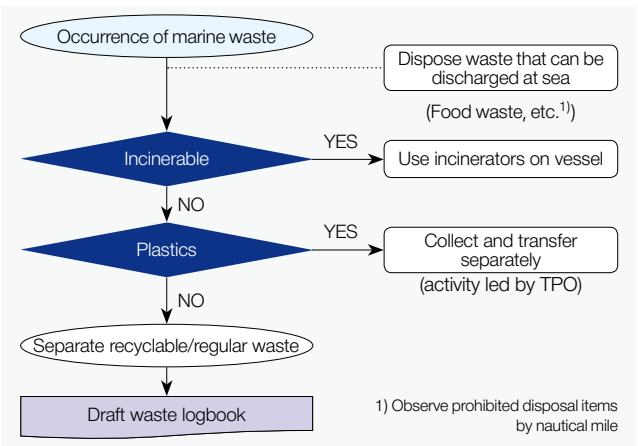 Occurrence of marine waste
Dispose waste that can be
discharged at sea
(Food waste, etc.1))
Incinerable
YES
Use incinerators on vessel
NO
Plastics
YES
Collect and transfer
separately
(activity led by TPO)
NO
Separate recyclable/regular waste
Draft waste logbook
1) Observe prohibited disposal items
by nautical mile